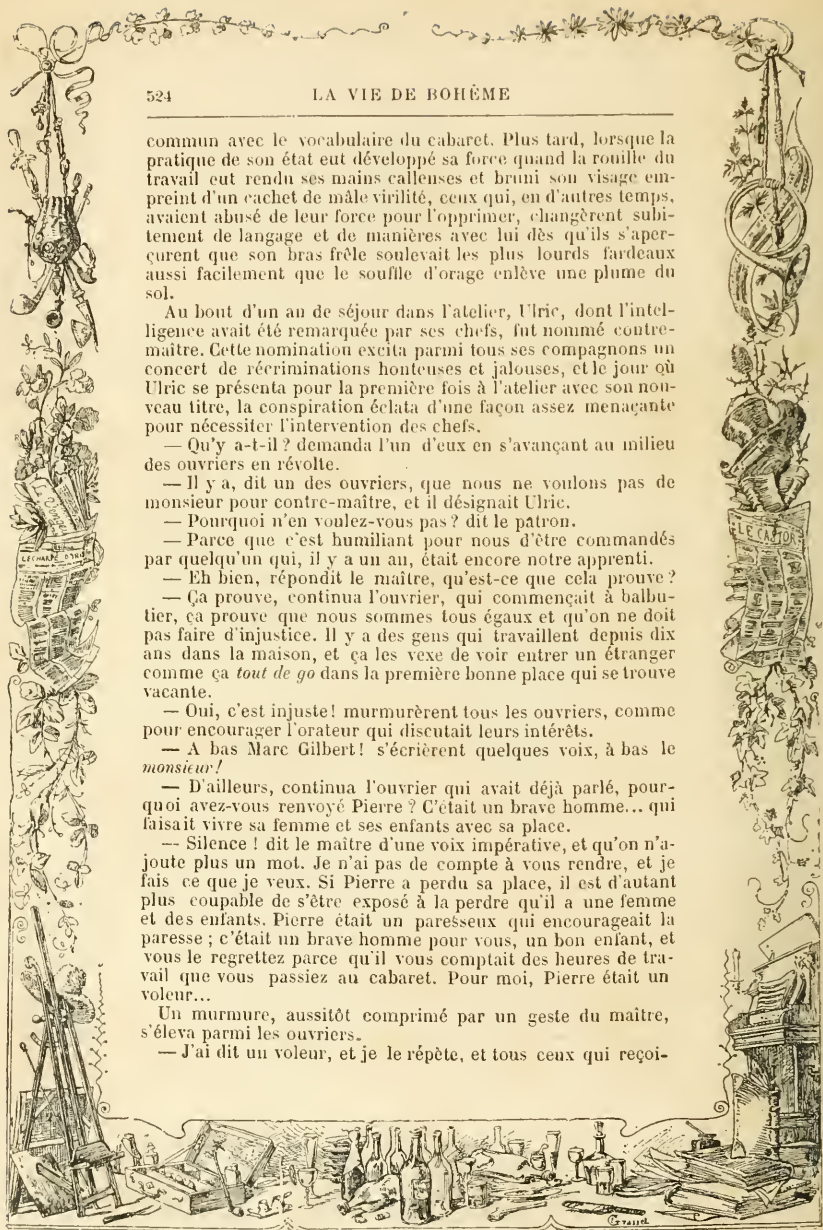 524 LA VIE DE BOHÈME
commun avec le vocabulaire du cabaret. Plus tard, lorsque la
pratique de son état eut développé sa force quand la rouille du
travail eut rendu ses mains calleuses et bruni son visage em-
preint d'un cachet de mâle virilité, ceux qui, en d'autres temps,
avaient abusé de leur force pour l'opprimer, changèrent subi-
tement de langage et de manières avec lui dès qu'ils s'aper-
çurent que son bras frêle soulevait les plus lourds fardeaux
aussi facilement que le souffle d'orage enlève une plume du
sol.
Au bout d'un an de séjour dans l'atelier, Ulric, dont l'intel-
ligence avait été remarquée par ses chefs, fut nommé contre-
maître. Cette nomination excita parmi tous ses compagnons un
concert de récriminations honteuses et jalouses, et le jour où
Ulric se présenta pour la première fois à l'atelier avec son nou-
veau titre, la conspiration éclata d'une façon assez menaçante
pour nécessiter l'intervention des chefs.
— Qu'y a-t-il ? demanda l'un d'eux en s'avançant au milieu
des ouvriers en révolte.
— Il y a, dit un des ouvriers, que nous ne voulons pas de
monsieur pour contre-maître, et il désignait Ulric.
— Pourquoi n'en voulez-vous pas ? dit le patron.
— Parce que c'est humiliant pour nous d'être commandés
par quelqu'un qui, il y a un an, était encore notre apprenti.
— Eh bien, répondit le maître, qu'est-ce que cela prouve ?
— Ça prouve, continua l'ouvrier, qui commençait à balbu-
tier, ça prouve que nous sommes tous égaux et qu'on ne doit
pas faire d'injustice. Il y a des gens qui travaillent depuis dix
ans dans la maison, et ça les vexe de voir entrer un étranger
comme ça tout de go dans la première bonne place qui se trouve
vacante.
— Oui, c'est injuste! murmurèrent tous les ouvriers, comme
pour encourager l'orateur qui discutait leurs intérêts.
— A bas Marc Gilbert! s'écrièrent quelques voix, à bas le
monsieur!
— D'ailleurs, continua l'ouvrier qui avait déjà parlé, pour-
quoi avez-vous renvoyé Pierre ? C'était un brave homme... qui
faisait vivre sa femme et ses enfants avec sa place.
— Silence ! dit le maître d'une voix impérative, et qu'on n'a-
joute plus un mot. Je n'ai pas de compte à vous rendre, et je
fais ce que je veux. Si Pierre a perdu sa place, il est d'autant
plus coupable de s'être exposé à la perdre qu'il a une femme
et des enfants. Pierre était un paresseux qui encourageait la
paresse ; c'était un brave homme pour vous, un bon enfant, et
vous le regrettez parce qu'il vous comptait des heures de tra-
vail que vous passiez au cabaret. Pour moi, Pierre était un
voleur...
Un murmure, aussitôt comprimé par un geste du maître,
s'éleva parmi les ouvriers.
— J'ai dit un voleur, et je le répète, et tous ceux qui reçoi-
LE CASTOR
Grasset